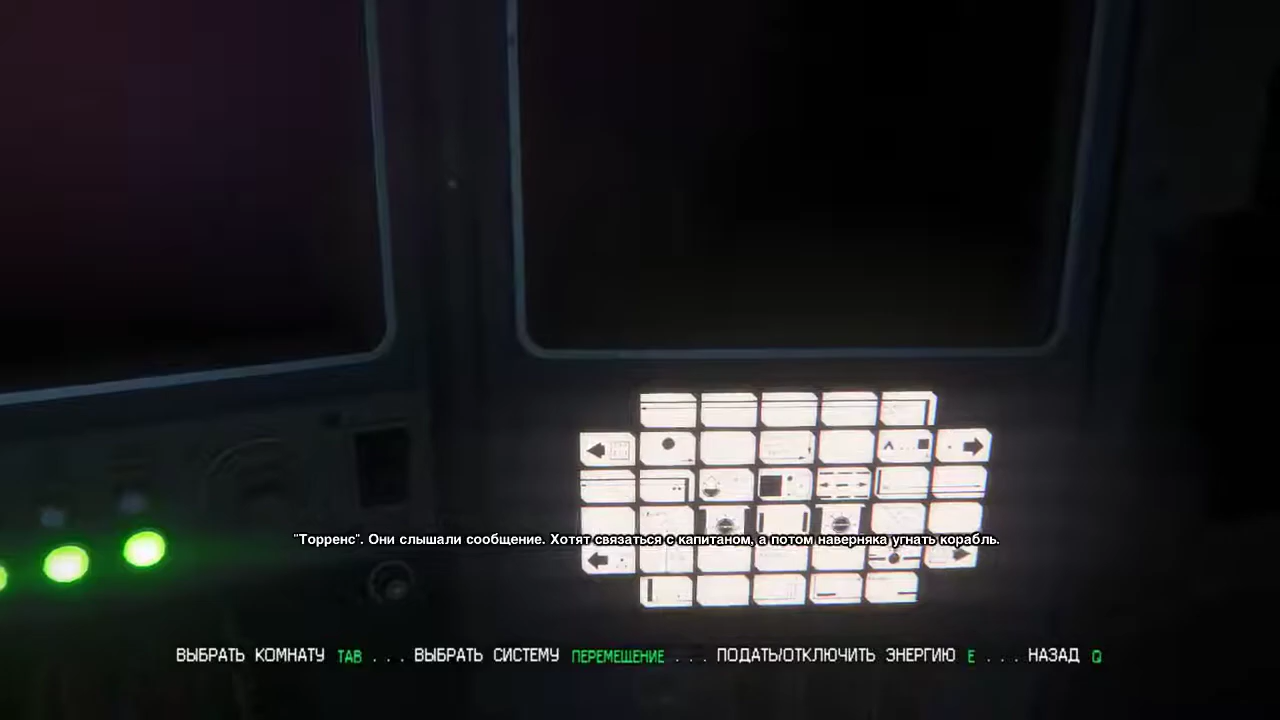 "Торренс". Они слышали сообщение. Хотят связаться с капитаном, а потом наверняка угнать корабль.
ВЫБРАТЬ КОМНАТУ TAB ... ВЫБРАТЬ СИСТЕМУ ПЕРЕМЕЩЕНИЕ ... ПОДАТЬ/ОТКЛЮЧИТЬ ЭНЕРГИЮ E ... НАЗАД Q